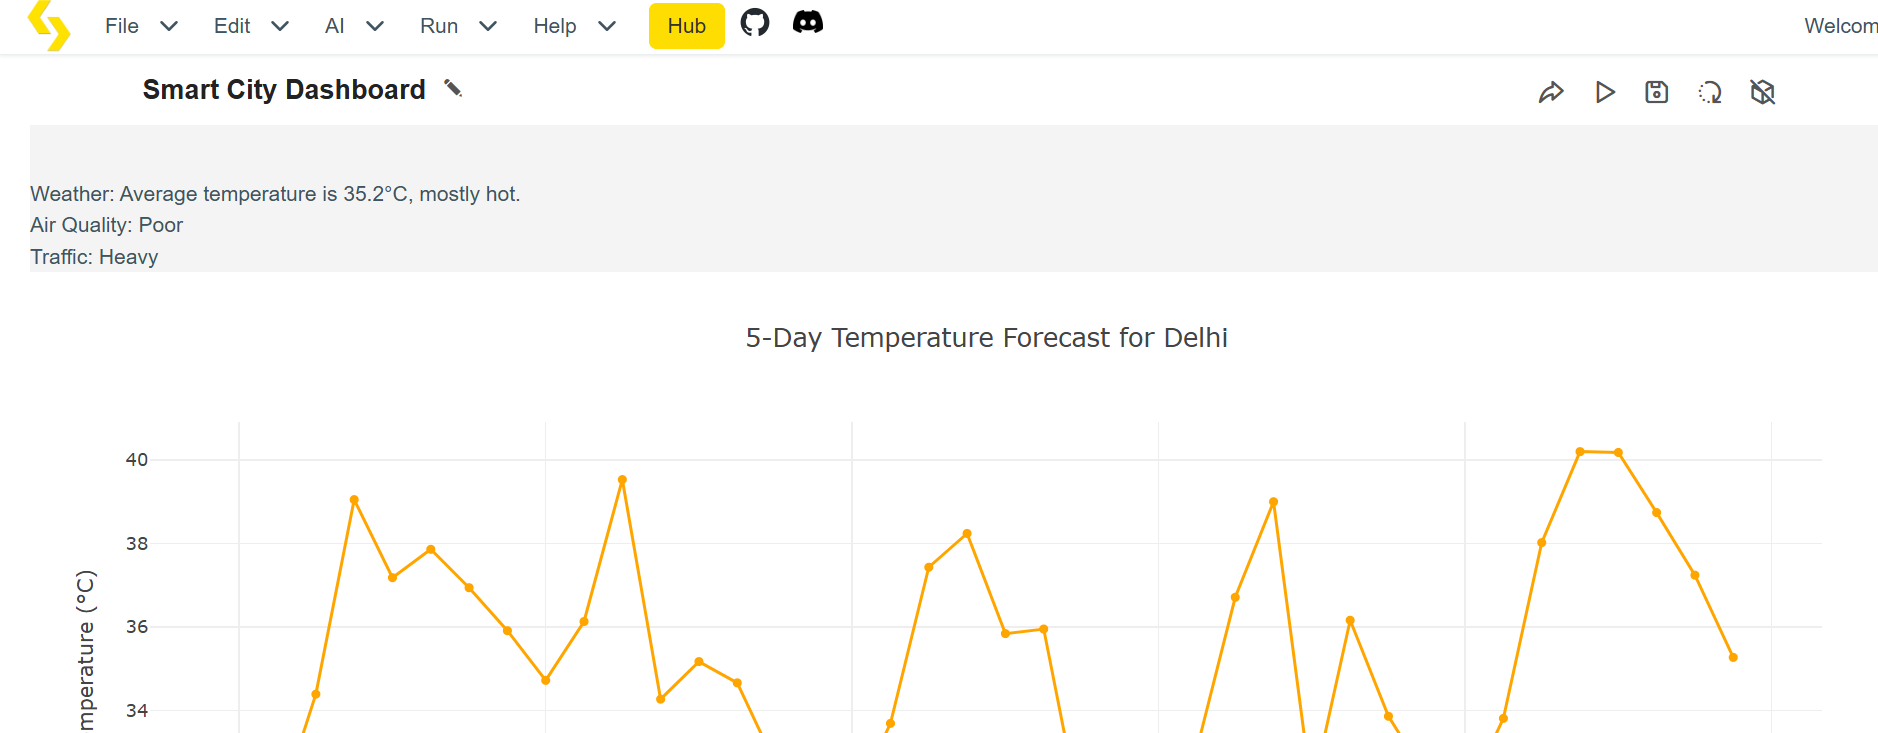 File Edit AI Run Help Hub Welcom
Smart City Dashboard
Weather: Average temperature is 35.2°C, mostly hot.
Air Quality: Poor
Traffic: Heavy
5-Day Temperature Forecast for Delhi
40
38
36
34
mperature (°C)